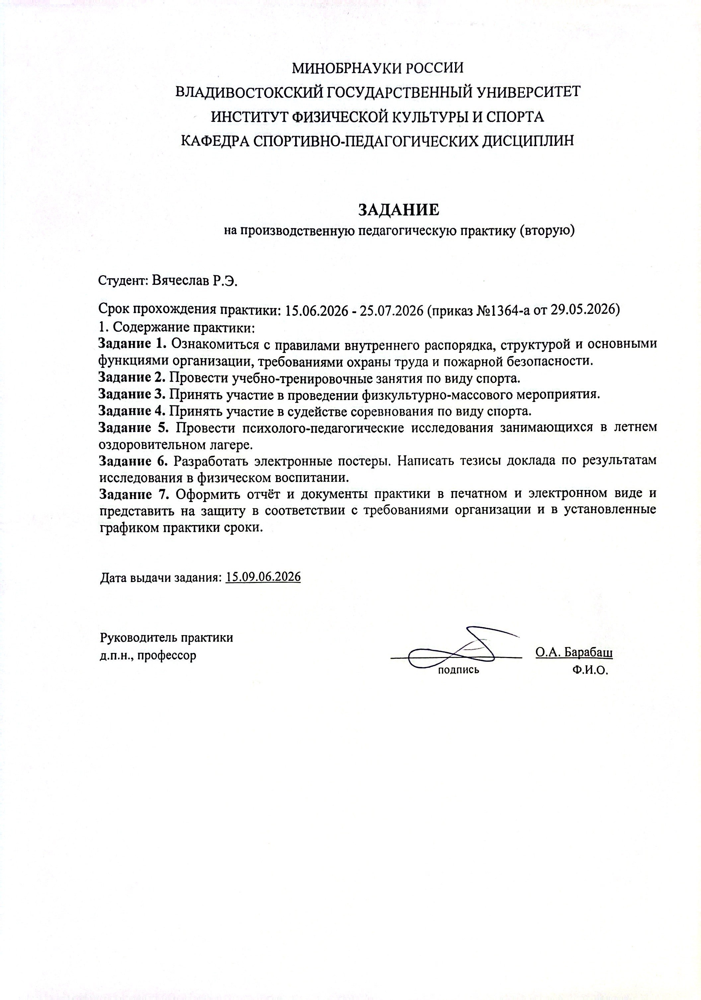 МИНОБРНАУКИ РОССИИ
ВЛАДИВОСТОКСКИЙ ГОСУДАРСТВЕННЫЙ УНИВЕРСИТЕТ
ИНСТИТУТ ФИЗИЧЕСКОЙ КУЛЬТУРЫ И СПОРТА
КАФЕДРА СПОРТИВНО-ПЕДАГОГИЧЕСКИХ ДИСЦИПЛИН
ЗАДАНИЕ
на производственную педагогическую практику (вторую)
Студент: Вячеслав Р.Э.
Срок прохождения практики: 15.06.2026 - 25.07.2026 (приказ №1364-а от 29.05.2026)
1. Содержание практики:
Задание 1. Ознакомиться с правилами внутреннего распорядка, структурой и основными
функциями организации, требованиями охраны труда и пожарной безопасности.
Задание 2. Провести учебно-тренировочные занятия по виду спорта.
Задание 3. Принять участие в проведении физкультурно-массового мероприятия.
Задание 4. Принять участие в судействе соревнования по виду спорта.
Задание 5. Провести психолого-педагогические исследования занимающихся в летнем
оздоровительном лагере.
Задание 6. Разработать электронные постеры. Написать тезисы доклада по результатам
исследования в физическом воспитании.
Задание 7. Оформить отчёт и документы практики в печатном и электронном виде и
представить на защиту в соответствии с требованиями организации и в установленные
графиком практики сроки.
Дата выдачи задания: 15.09.06.2026
Руководитель практики
д.п.н., профессор
О.А. Барабаш
подпись
Ф.И.О.